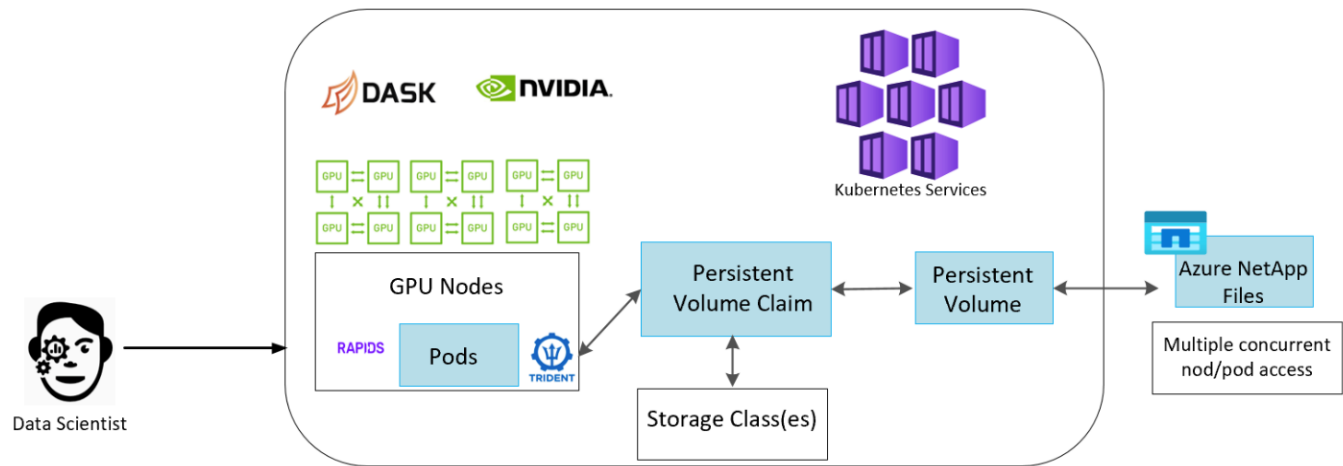 DASK
NVIDIA.
Kubernetes Services
GPU GPU GPU GPU GPU GPU
GPU GPU GPU GPU GPU GPU
GPU Nodes
RAPIDS
Pods
TRIDENT
Persistent
Volume Claim
Persistent
Volume
Azure NetApp
Files
Multiple concurrent
nod/pod access
Storage Class(es)
Data Scientist